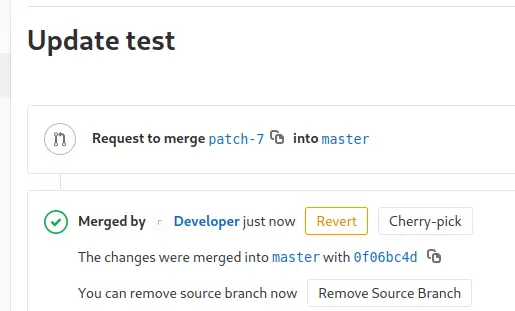 Update test
Request to merge patch-7 into master
Merged by Developer just now Revert Cherry-pick
The changes were merged into master with 0f06bc4d
You can remove source branch now Remove Source Branch